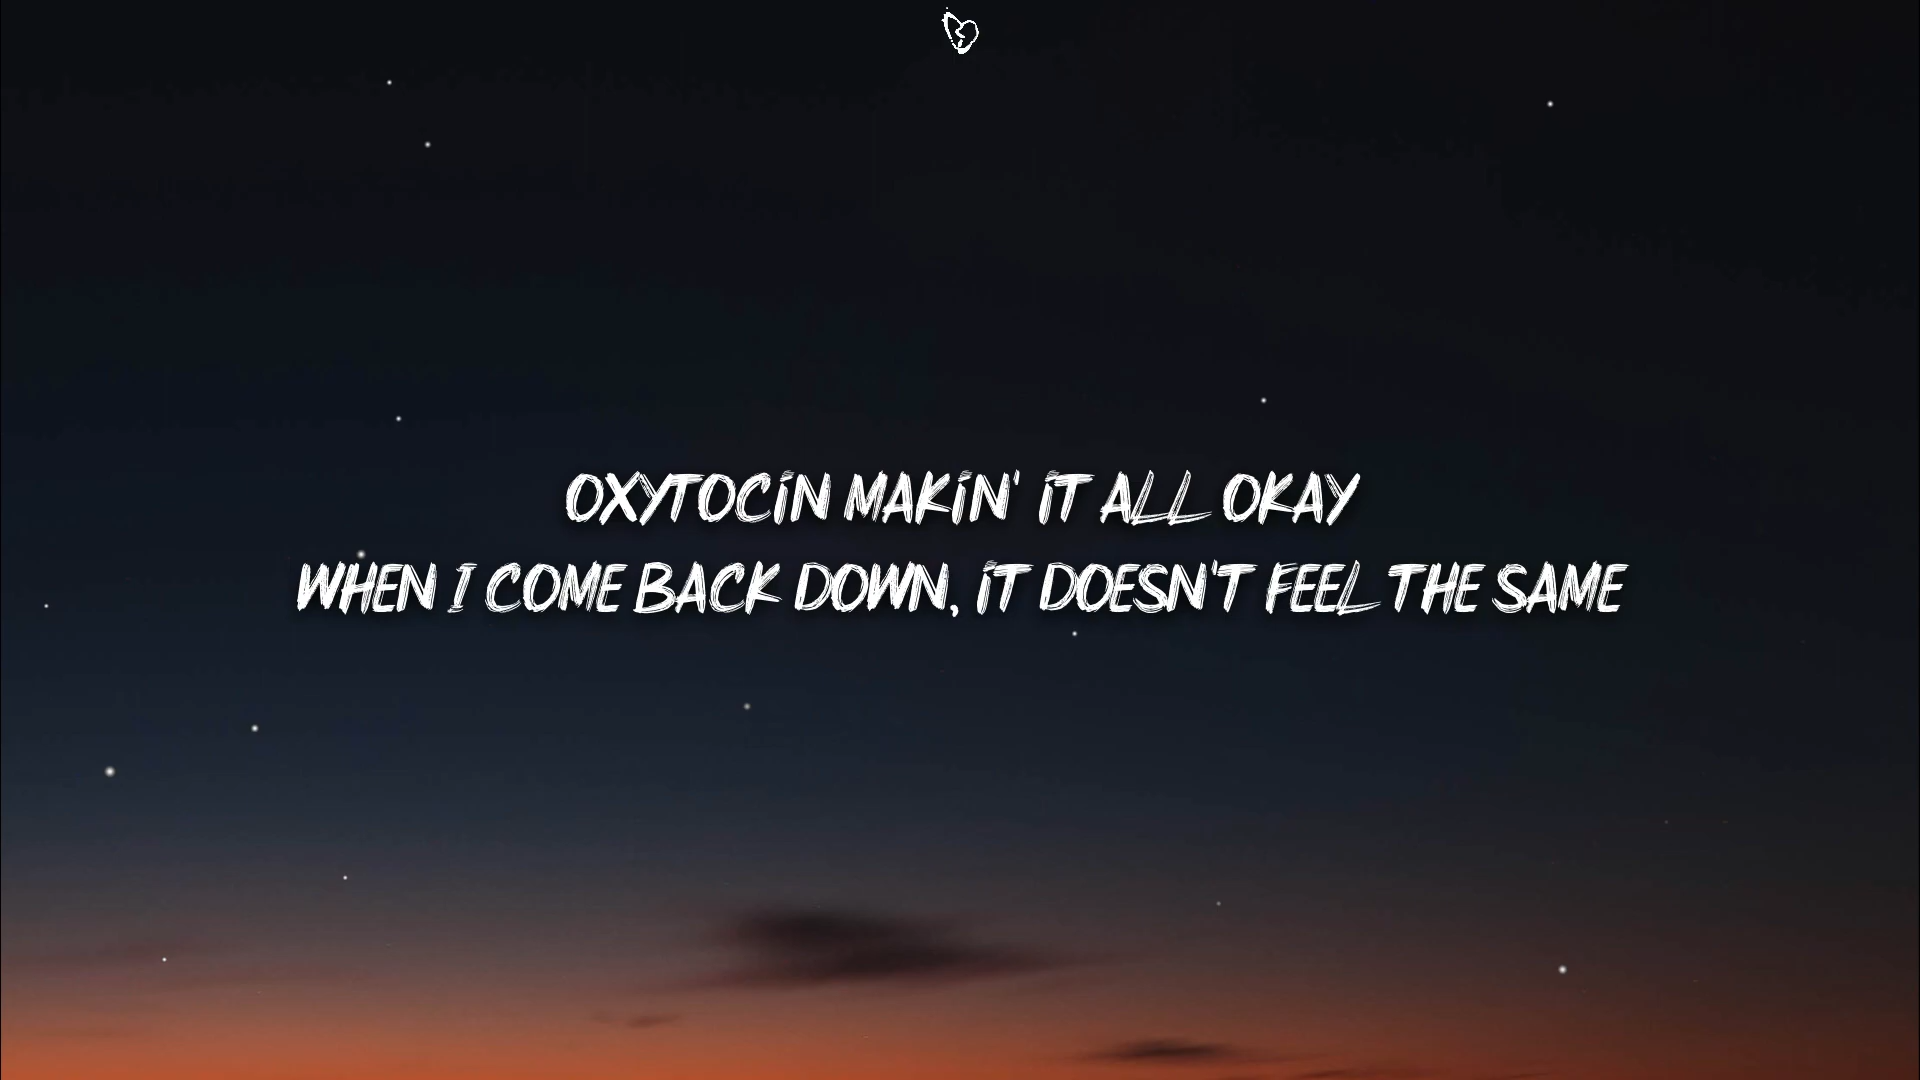 OXYTOCIN MAKIN' IT ALL OKAY
WHEN I COME BACK DOWN, IT DOESN'T FEEL THE SAME